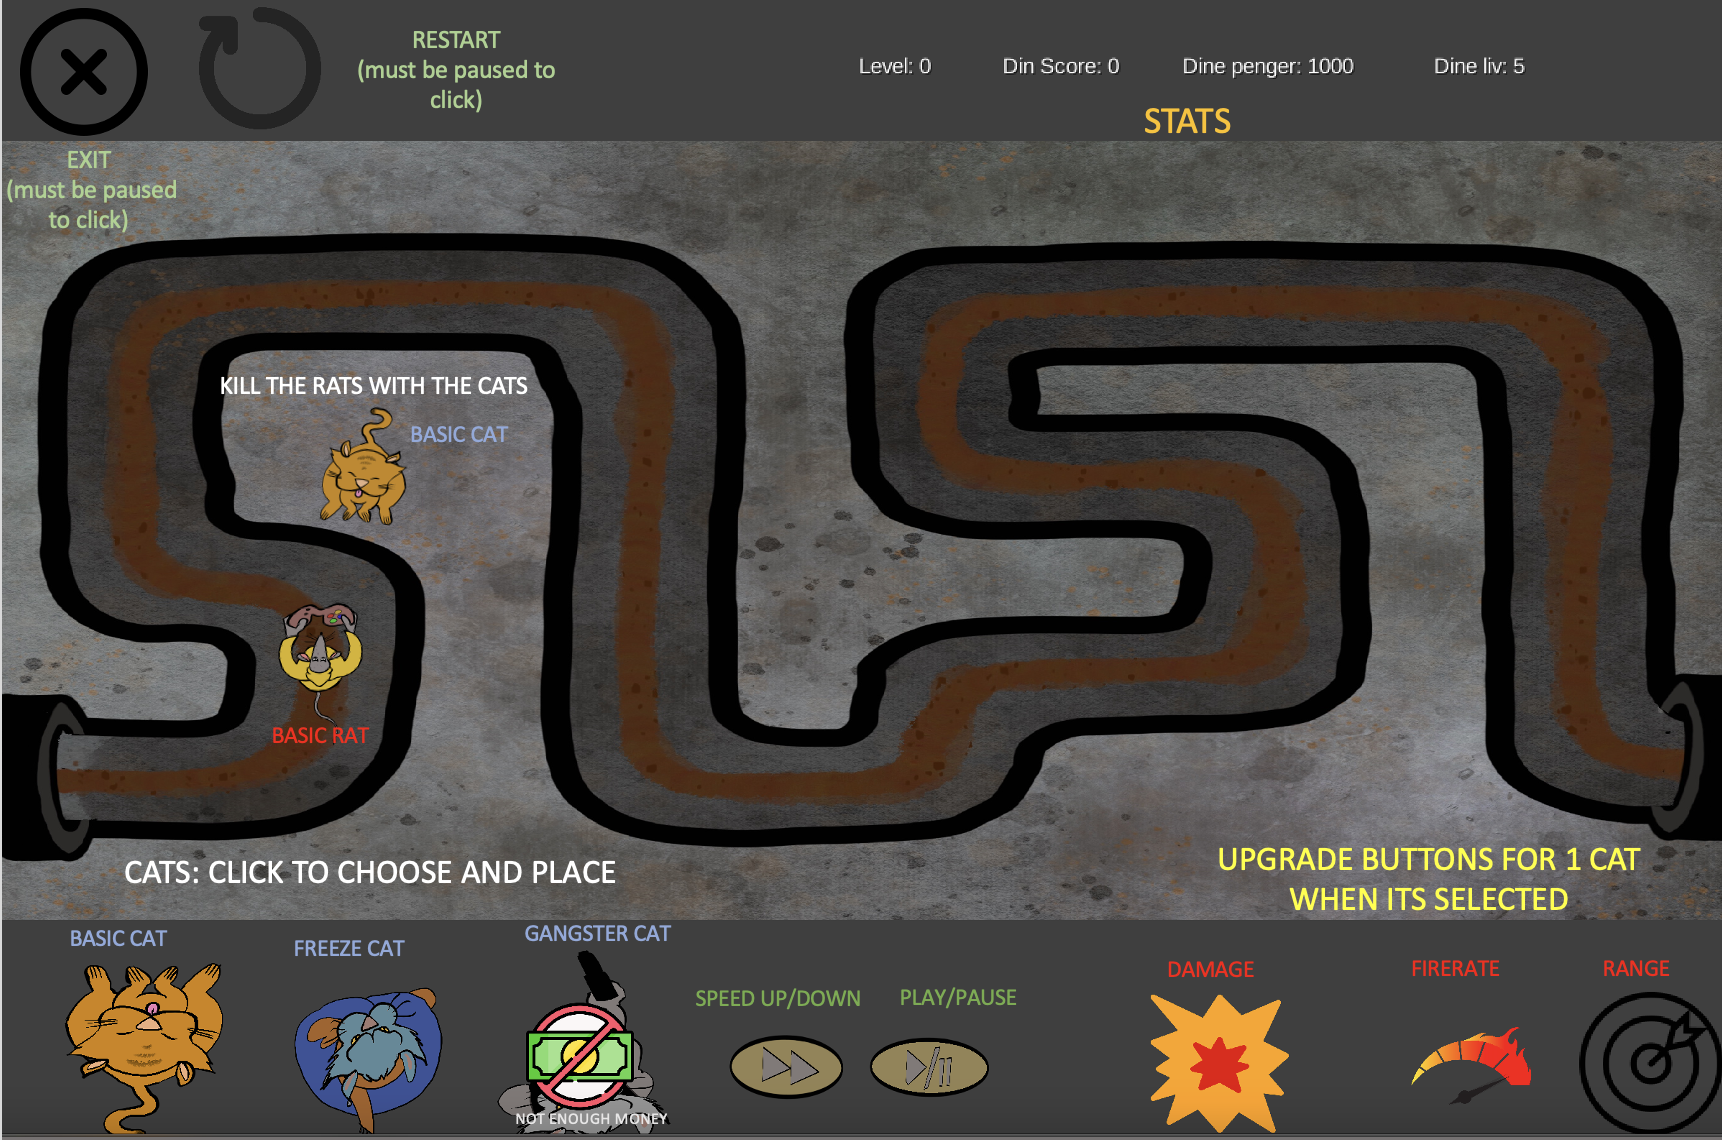 RESTART
(must be paused to
click)
Level: 0
Din Score: 0
Dine penger: 1000
Dine liv: 5
STATS
EXIT
(must be paused
to click)
KILL THE RATS WITH THE CATS
BASIC CAT
BASIC RAT
CATS: CLICK TO CHOOSE AND PLACE
UPGRADE BUTTONS FOR 1 CAT
WHEN ITS SELECTED
BASIC CAT
FREEZE CAT
GANGSTER CAT
NOT ENOUGH MONEY
SPEED UP/DOWN
PLAY/PAUSE
DAMAGE
FIRERATE
RANGE